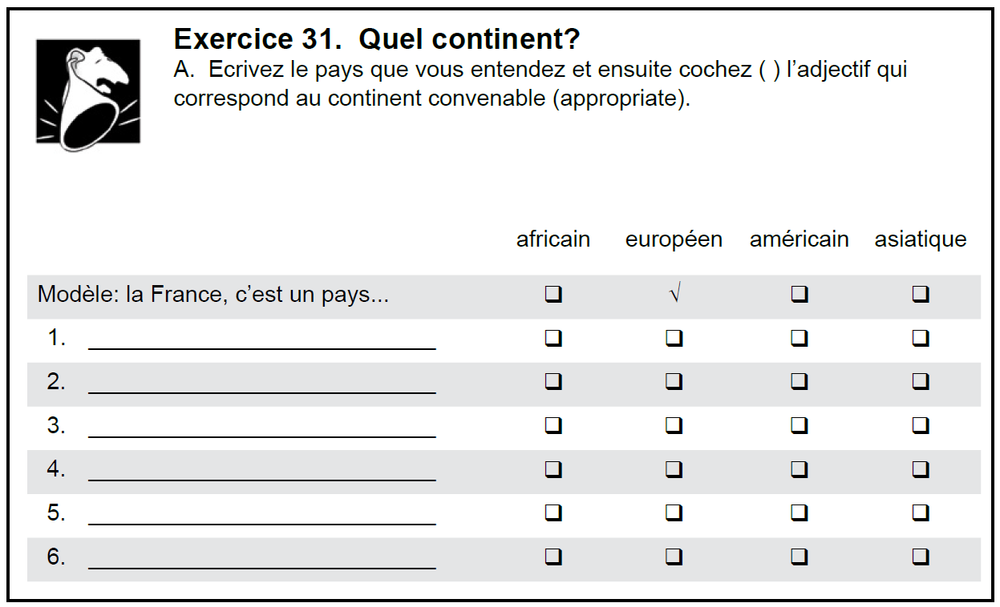 Exercice 31.  Quel continent?
A.  Ecrivez le pays que vous entendez et ensuite cochez ( ) l’adjectif qui
correspond au continent convenable (appropriate).
africain européen américain asiatique
Modèle: la France, c’est un pays... ❏ √ ❏ ❏
1. ______________________________ ❏ ❏ ❏ ❏
2. ______________________________ ❏ ❏ ❏ ❏
3. ______________________________ ❏ ❏ ❏ ❏
4. ______________________________ ❏ ❏ ❏ ❏
5. ______________________________ ❏ ❏ ❏ ❏
6. ______________________________ ❏ ❏ ❏ ❏